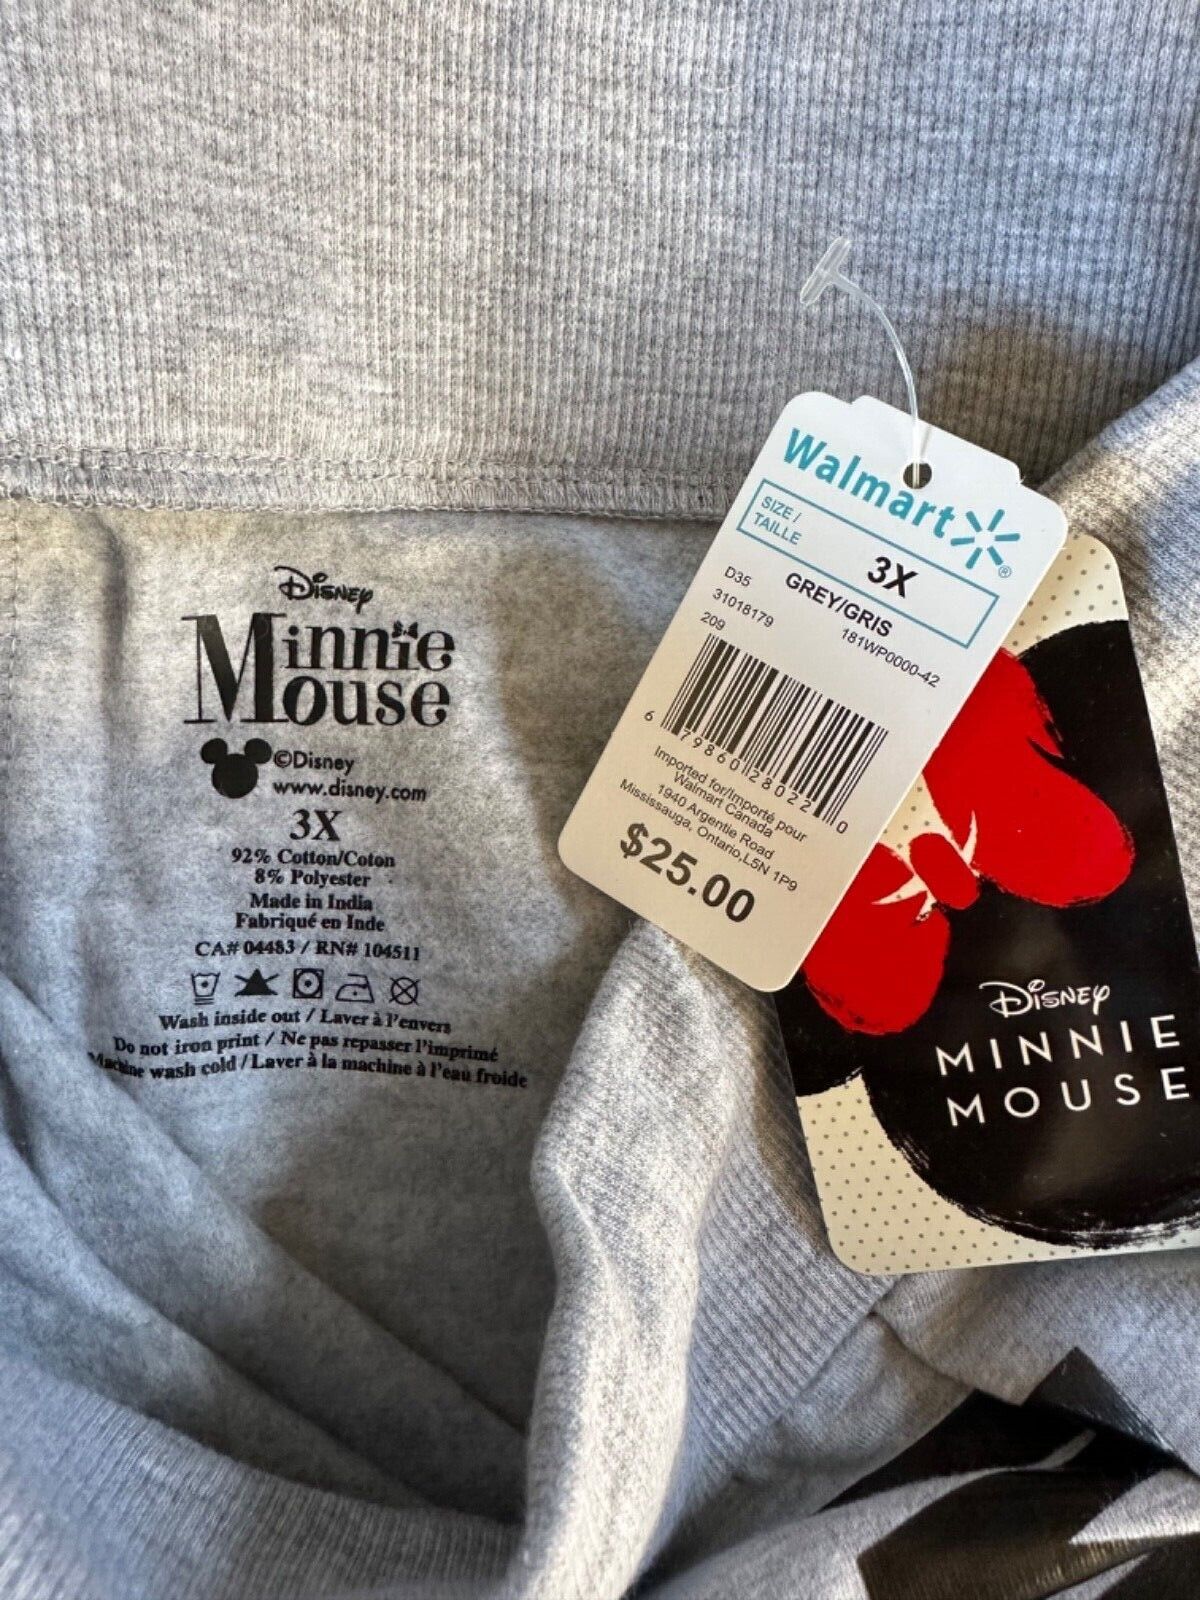 Walmart
SIZE /
TAILLE
3X
D35
GREY/GRIS
31018179
181WP0000-42
209
6 79860 28022 0
Imported for/Importé pour
Walmart Canada
1940 Argentie Road
Mississauga, Ontario, L5N 1P9
$25.00
Disney
Minnie
Mouse
©Disney
www.disney.com
3X
92% Cotton/Coton
8% Polyester
Made in India
Fabriqué en Inde
CA# 04483 / RN# 104511
Wash inside out / Laver à l'envers
Do not iron print / Ne pas repasser l'imprimé
Machine wash cold / Laver à la machine à l'eau froide
Disney
MINNIE
MOUSE